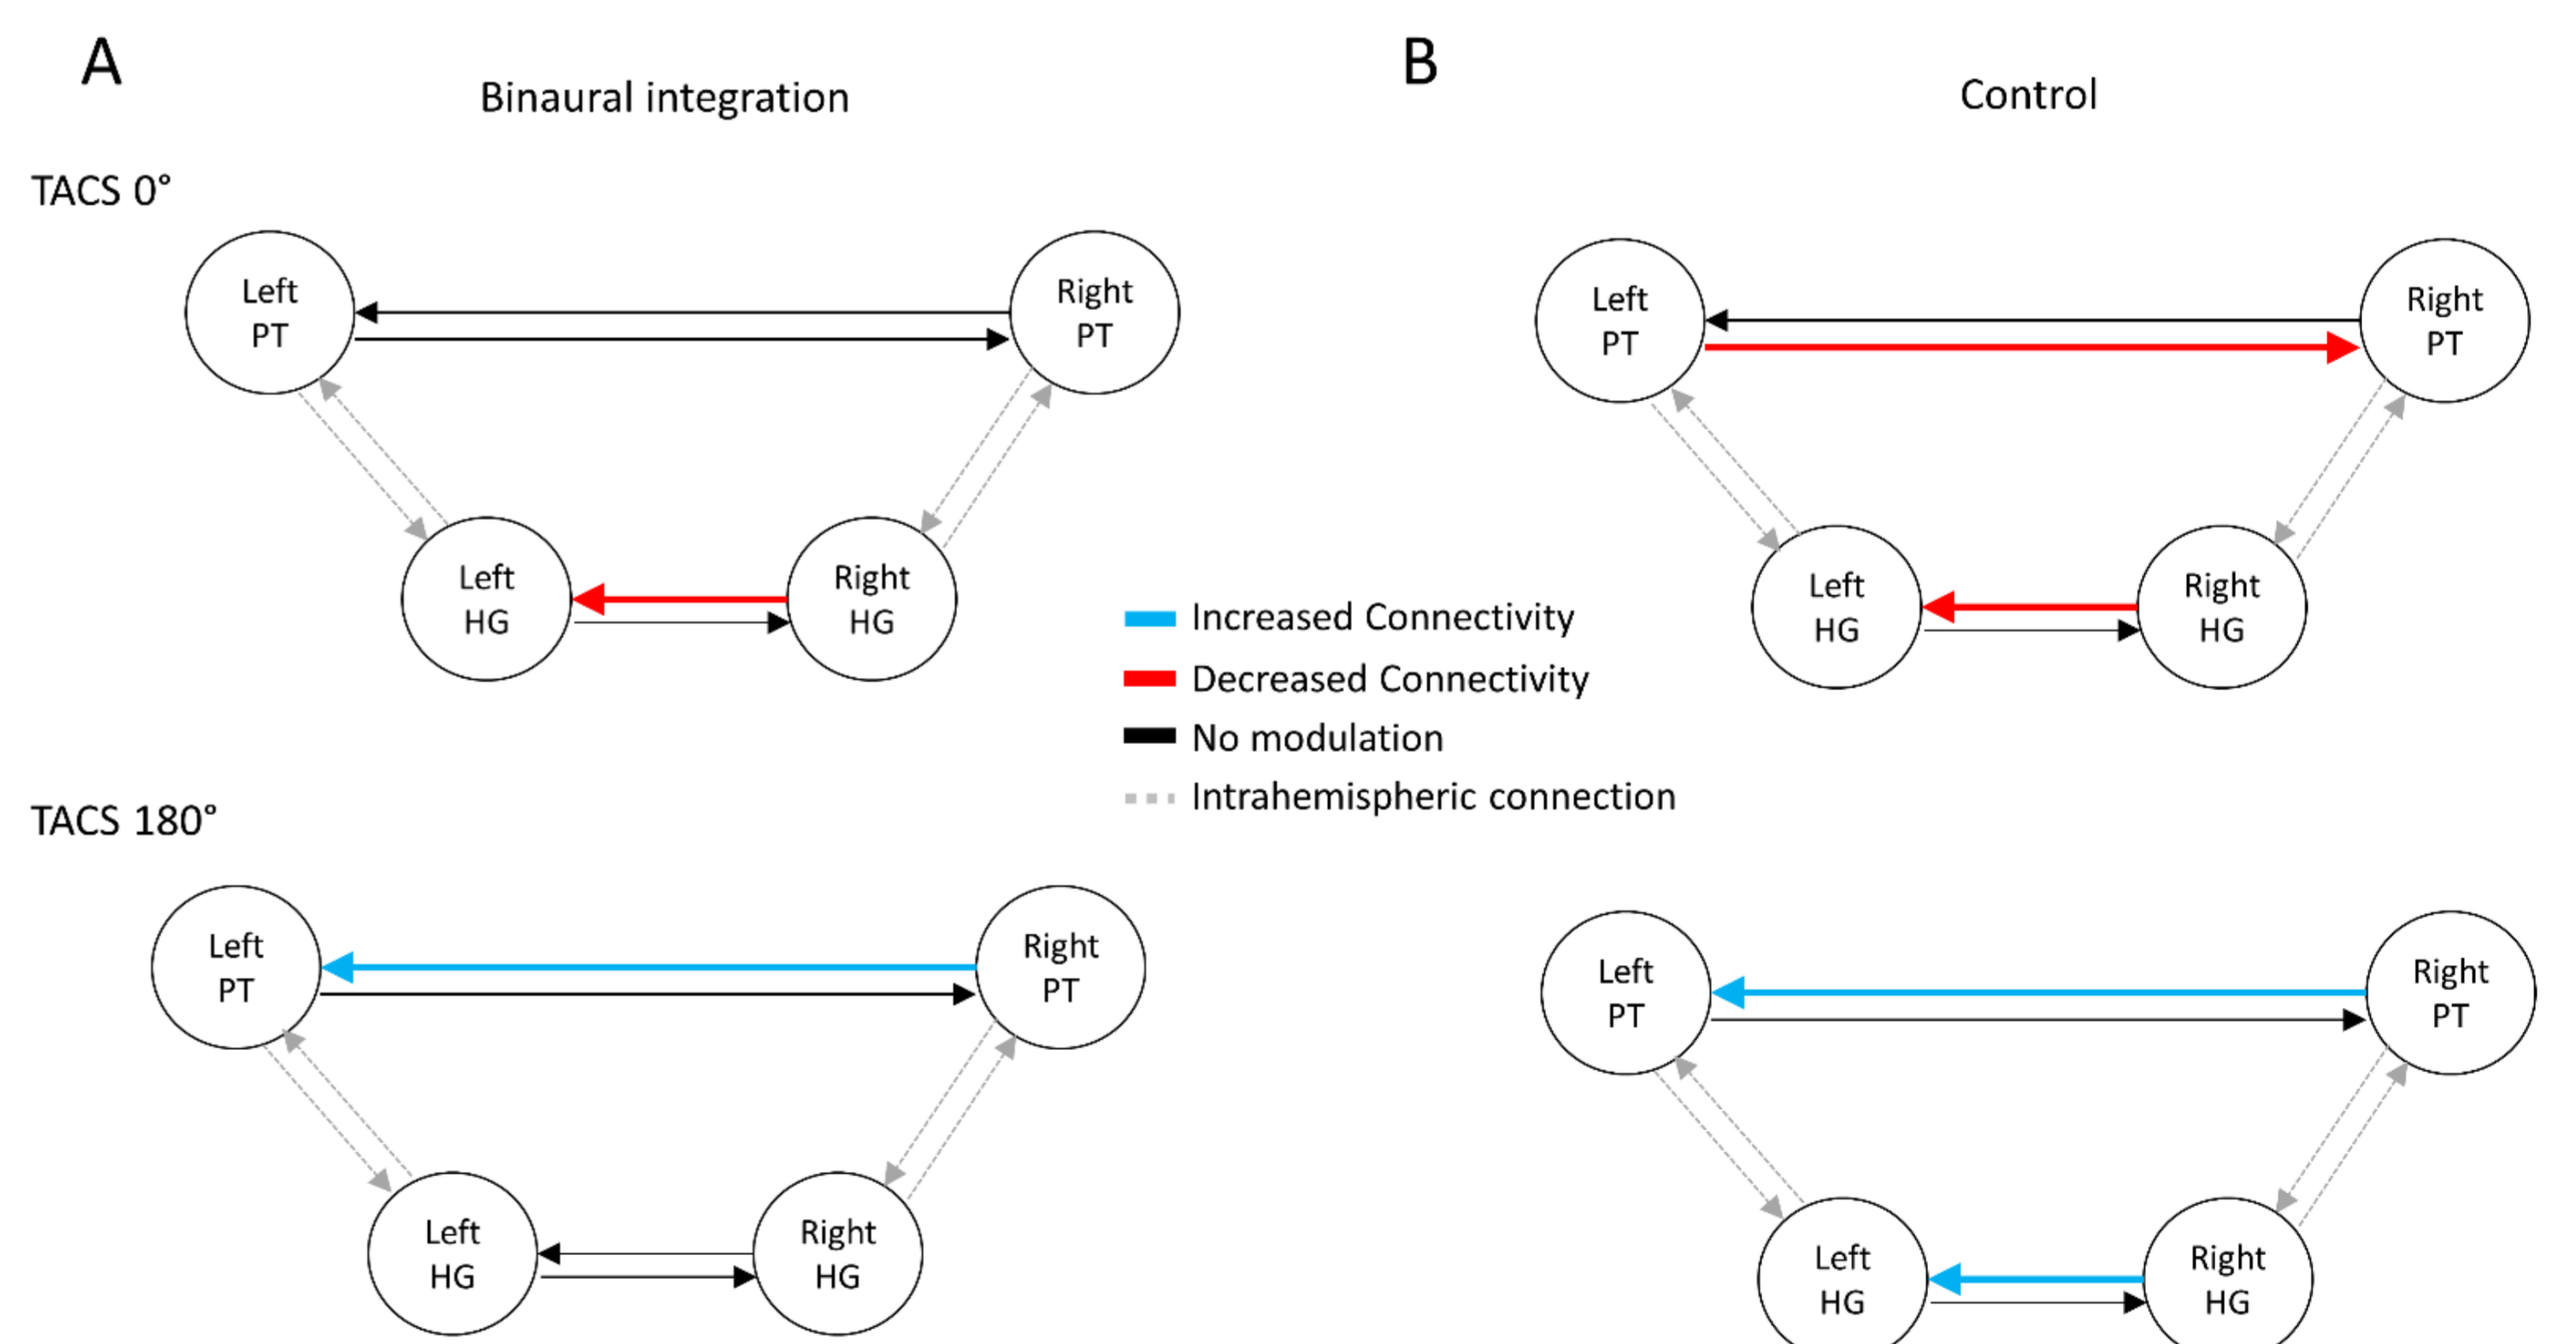 A
B
Binaural integration
Control
TACS 0°
Left
PT
Right
PT
Left
HG
Right
HG
Left
PT
Right
PT
Left
HG
Right
HG
Increased Connectivity
Decreased Connectivity
No modulation
Intrahemispheric connection
TACS 180°
Left
PT
Right
PT
Left
HG
Right
HG
Left
PT
Right
PT
Left
HG
Right
HG